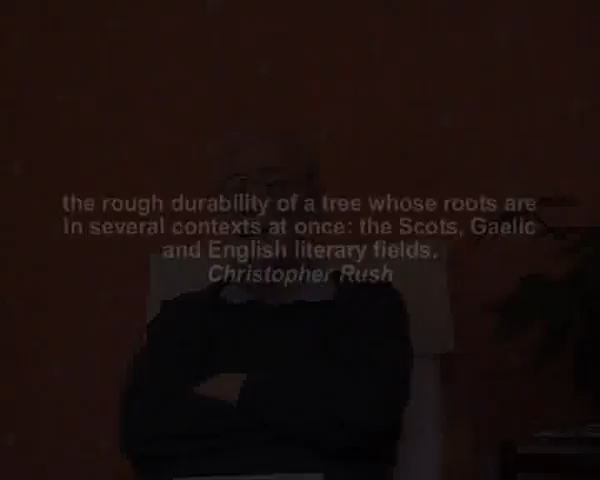 the rough durability of a tree whose roots are
in several contexts at once: the Scots, Gaelic
and English literary fields.
Christopher Rush